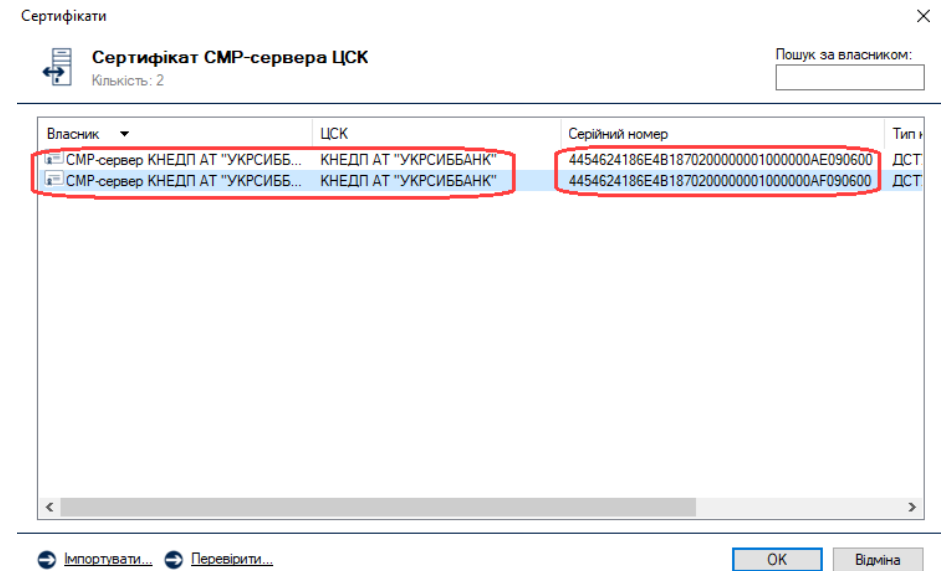 Сертифікати
Сертифікат CMP-сервера ЦСК
Кількість: 2
Пошук за власником:
Власник ЦСК Серійний номер Тип
CMP-сервер КНЕДП АТ "УКРСИББ... КНЕДП АТ "УКРСИББАНК" 4454624186E4B1870200000001000000AE090600 ДСТ
CMP-сервер КНЕДП АТ "УКРСИББ... КНЕДП АТ "УКРСИББАНК" 4454624186E4B1870200000001000000AF090600 ДСТ
Імпортувати... Перевірити... OK Відміна